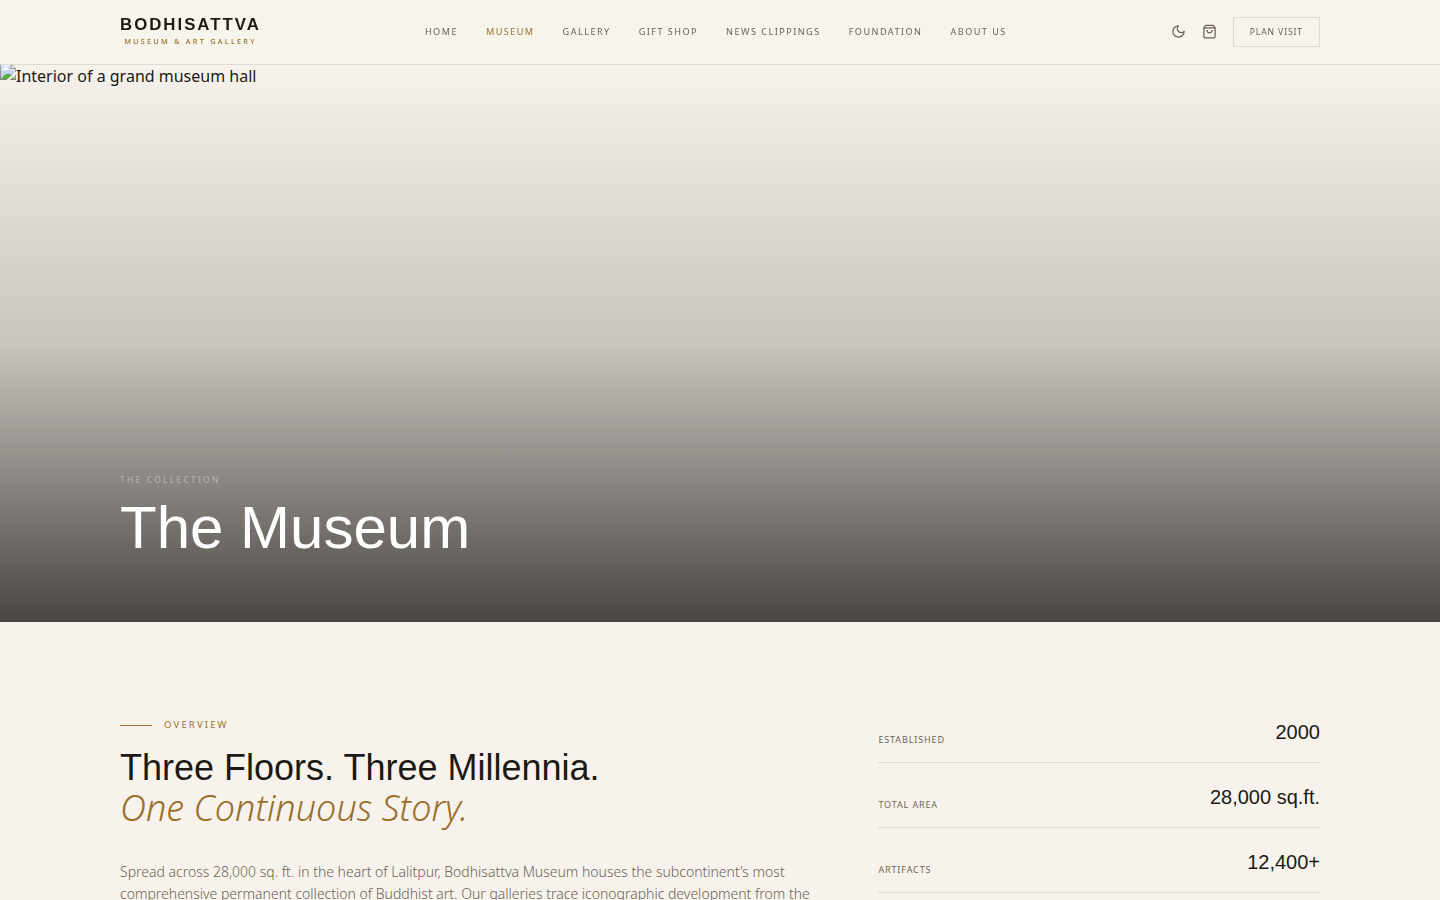 BODHISATTVA
MUSEUM & ART GALLERY
HOME
MUSEUM
GALLERY
GIFT SHOP
NEWS CLIPPINGS
FOUNDATION
ABOUT US
PLAN VISIT
Interior of a grand museum hall
THE COLLECTION
The Museum
OVERVIEW
Three Floors. Three Millennia.
One Continuous Story.
Spread across 28,000 sq. ft. in the heart of Lalitpur, Bodhisattva Museum houses the subcontinent's most
comprehensive permanent collection of Buddhist art. Our galleries trace iconographic development from the
ESTABLISHED
2000
TOTAL AREA
28,000 sq.ft.
ARTIFACTS
12,400+